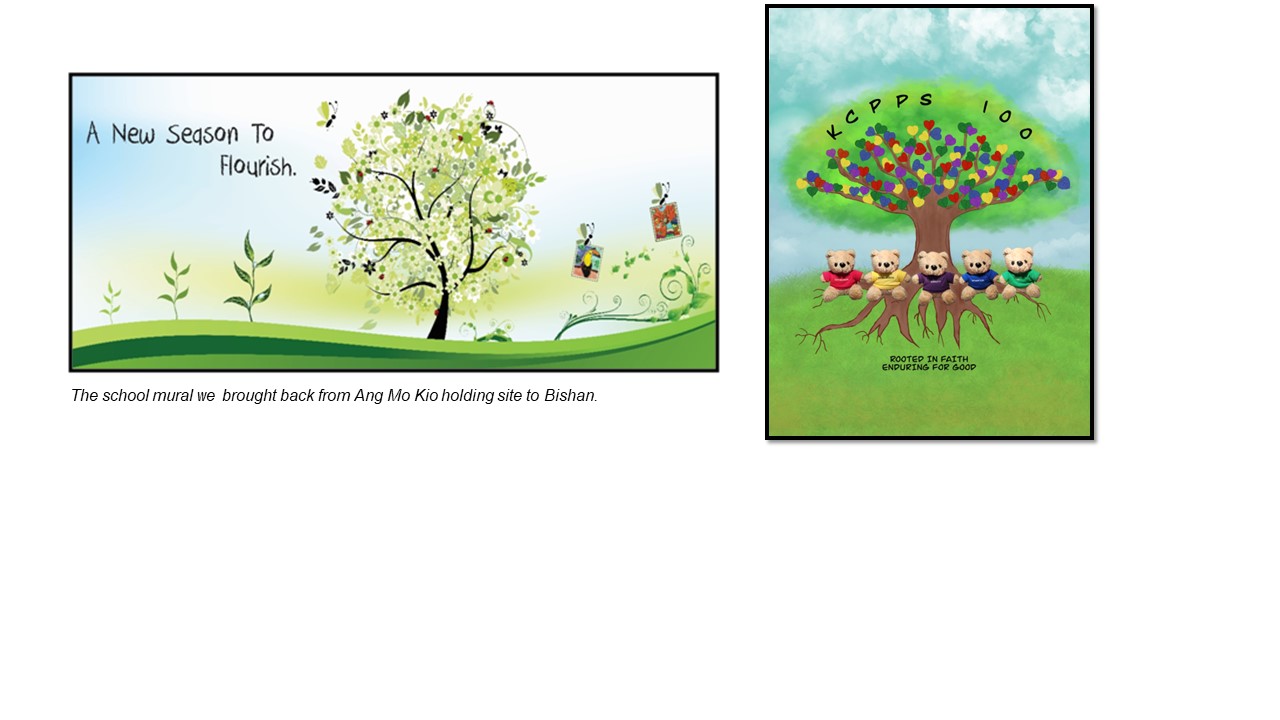 A New Season To
Flourish.
The school mural we brought back from Ang Mo Kio holding site to Bishan.
KCPPS 100
ROOTED IN FAITH
ENDURING FOR GOOD